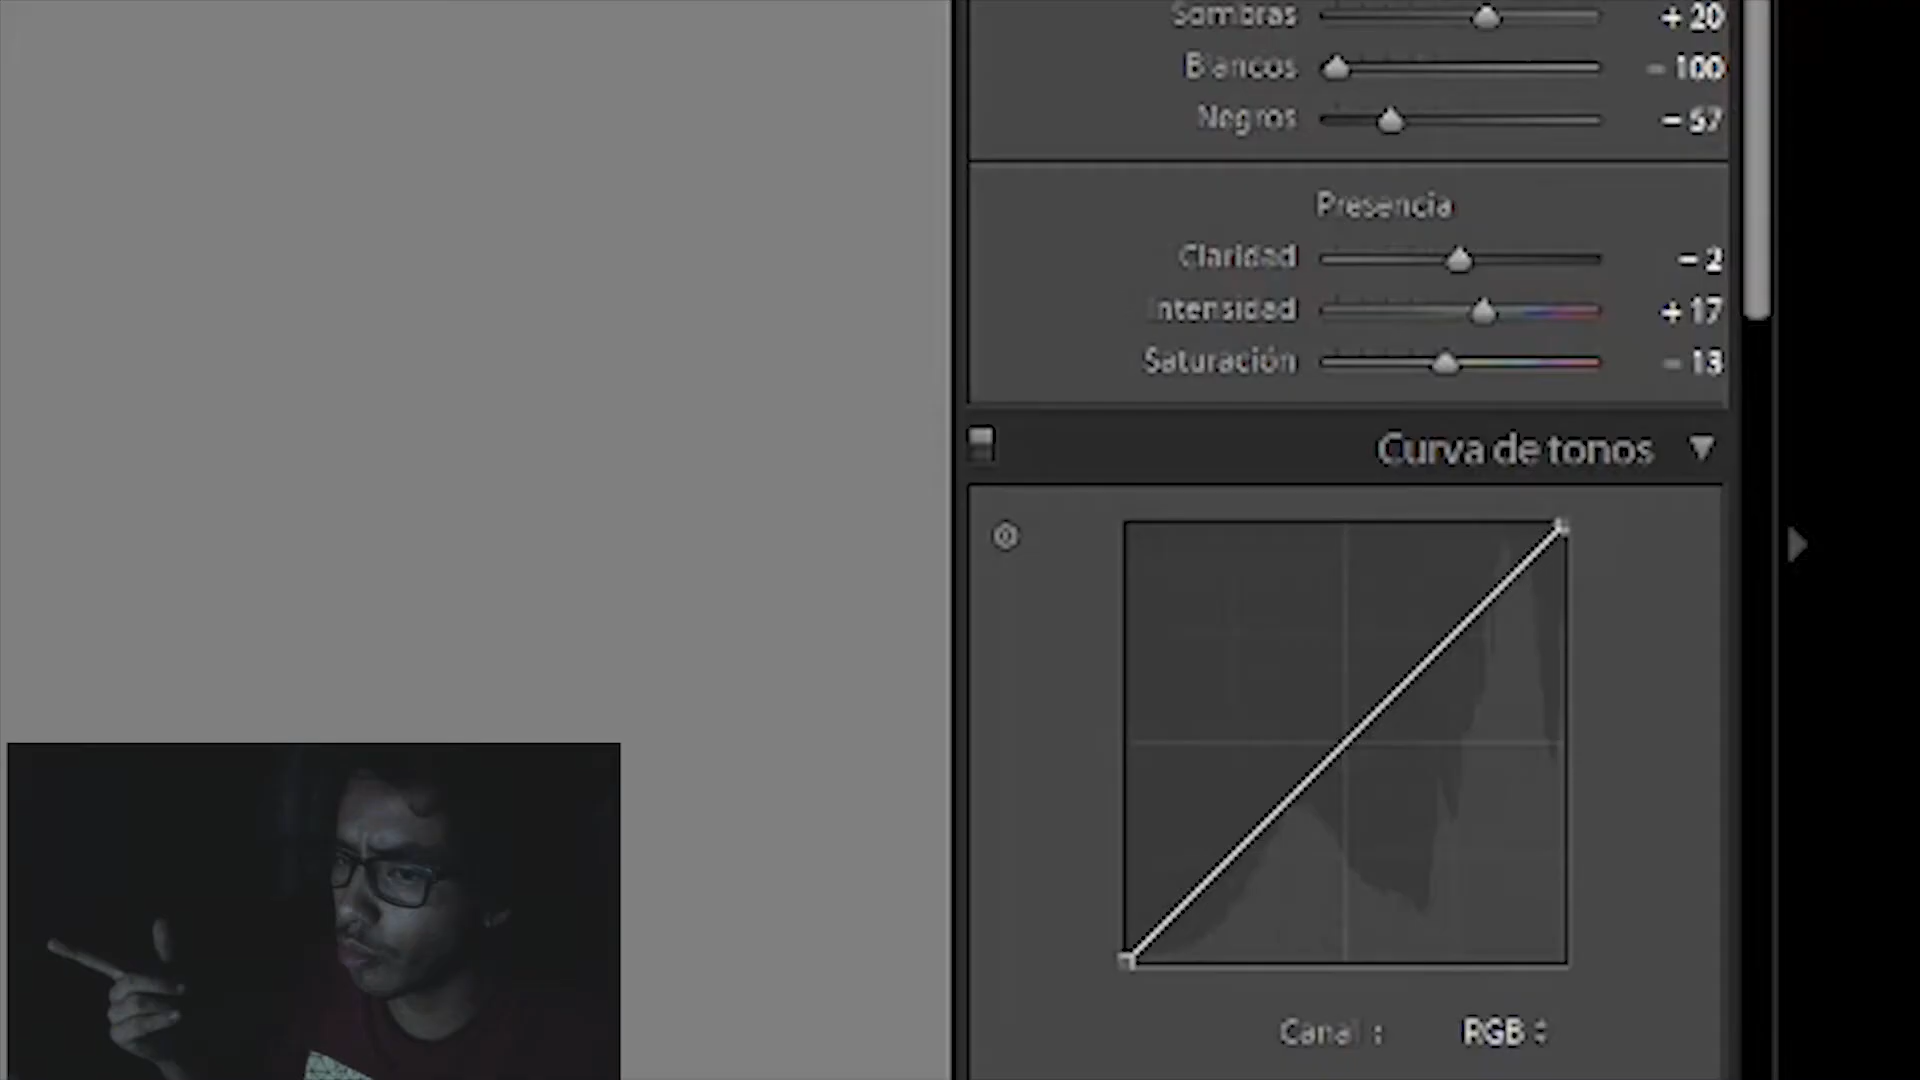 Sombras + 20
Blancos - 100
Negros - 57
Presencia
Claridad - 2
Intensidad + 17
Saturación - 13
Curva de tonos
Canal : RGB